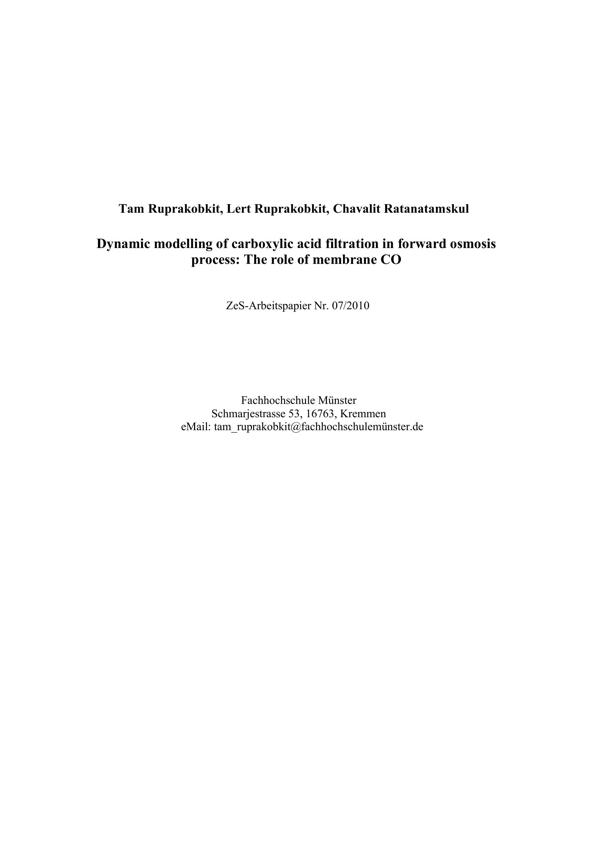 Tam Ruprakobkit, Lert Ruprakobkit, Chavalit Ratanatamskul
Dynamic modelling of carboxylic acid filtration in forward osmosis
process: The role of membrane CO
ZeS-Arbeitspapier Nr. 07/2010
Fachhochschule Münster
Schmarjestrasse 53, 16763, Kremmen
eMail: tam_ruprakobkit@fachhochschulemünster.de